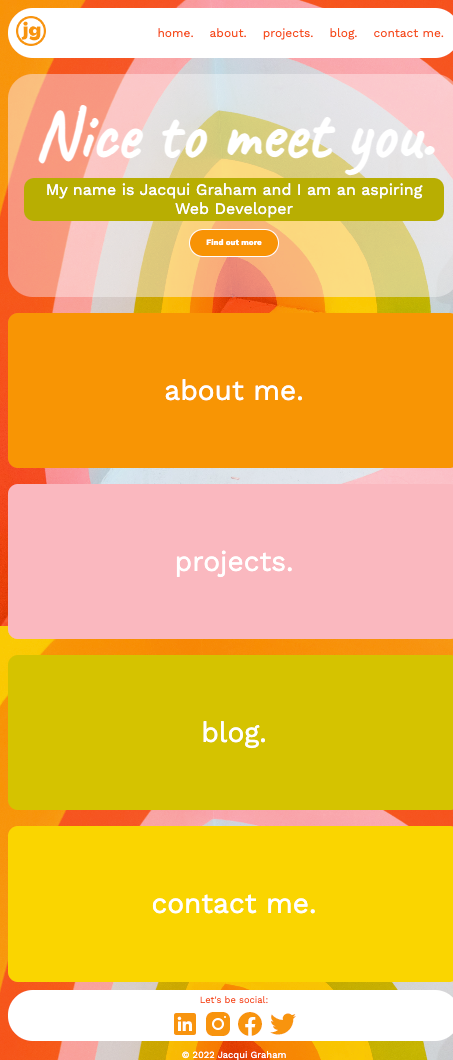 jg
home. about. projects. blog. contact me.
Nice to meet you.
My name is Jacqui Graham and I am an aspiring
Web Developer
Find out more
about me.
projects.
blog.
contact me.
Let's be social:
in
© 2022 Jacqui Graham